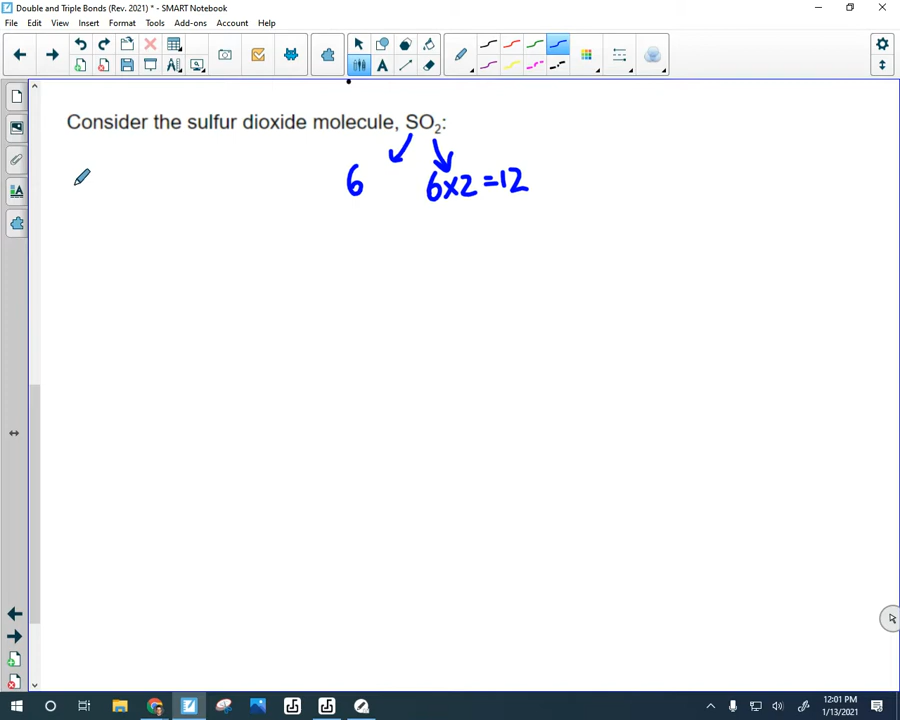 Double and Triple Bonds (Rev. 2021) * - SMART Notebook
File Edit View Insert Format Tools Add-ons Account Help
Consider the sulfur dioxide molecule, SO₂:
6 6x2=12
12:01 PM
1/13/2021